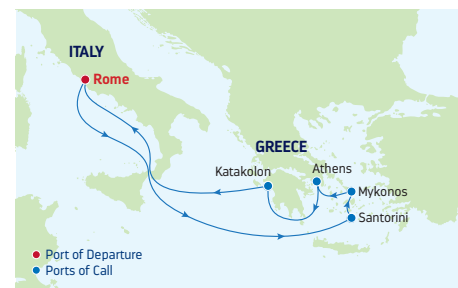 ITALY
Rome
GREECE
Katakolon
Athens
Mykonos
Santorini
Port of Departure
Ports of Call